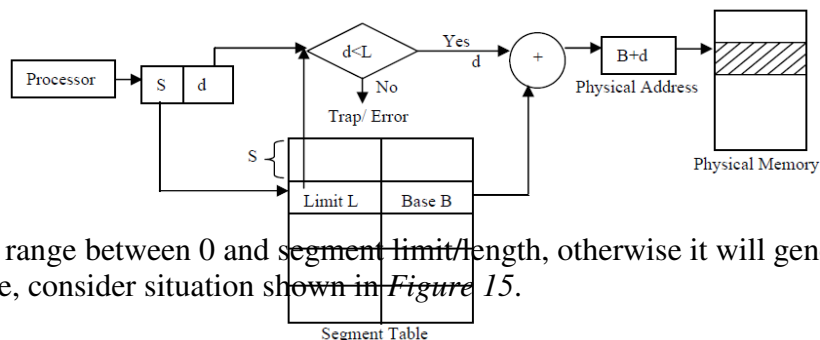 d<L
Yes
d
+
B+d
Processor
S d
No
Physical Address
Trap/ Error
S
Physical Memory
Limit L Base B
range between 0 and segment limit/length, otherwise it will gen
e, consider situation shown in Figure 15.
Segment Table